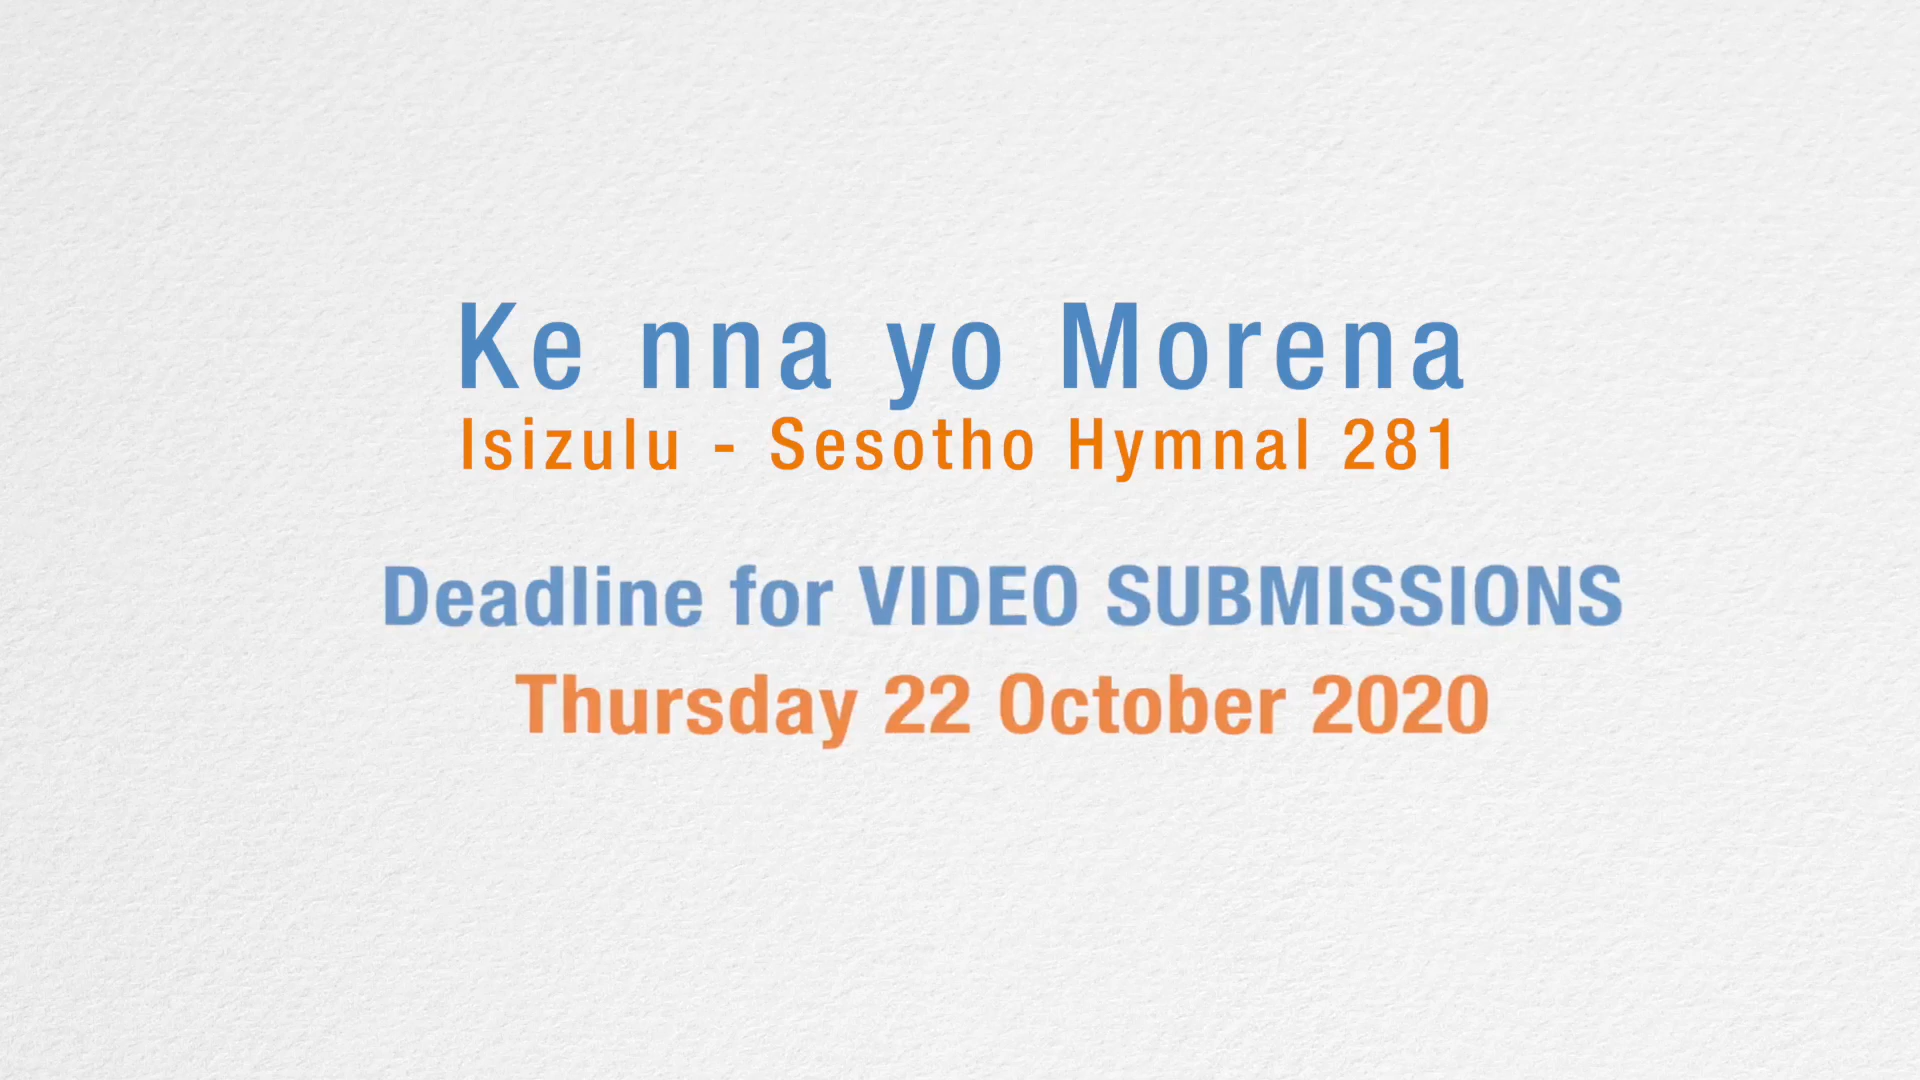 Ke nna yo Morena
Isizulu - Sesotho Hymnal 281
Deadline for VIDEO SUBMISSIONS
Thursday 22 October 2020